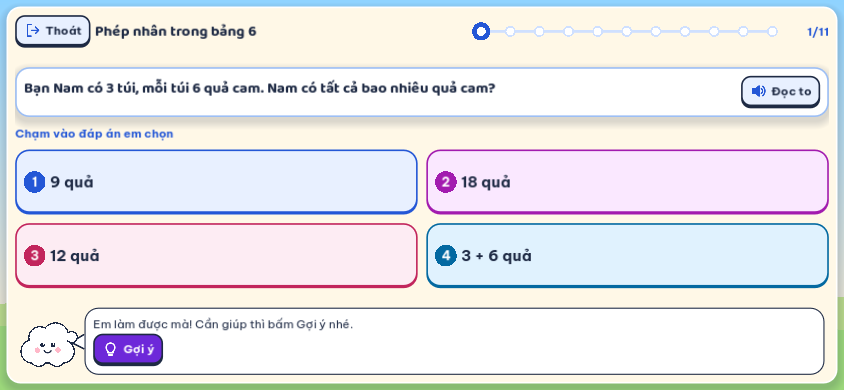 Thoát
Phép nhân trong bảng 6
1/11
Bạn Nam có 3 túi, mỗi túi 6 quả cam. Nam có tất cả bao nhiêu quả cam?
Đọc to
Chạm vào đáp án em chọn
1 9 quả
2 18 quả
3 12 quả
4 3 + 6 quả
Em làm được mà! Cần giúp thì bấm Gợi ý nhé.
Gợi ý